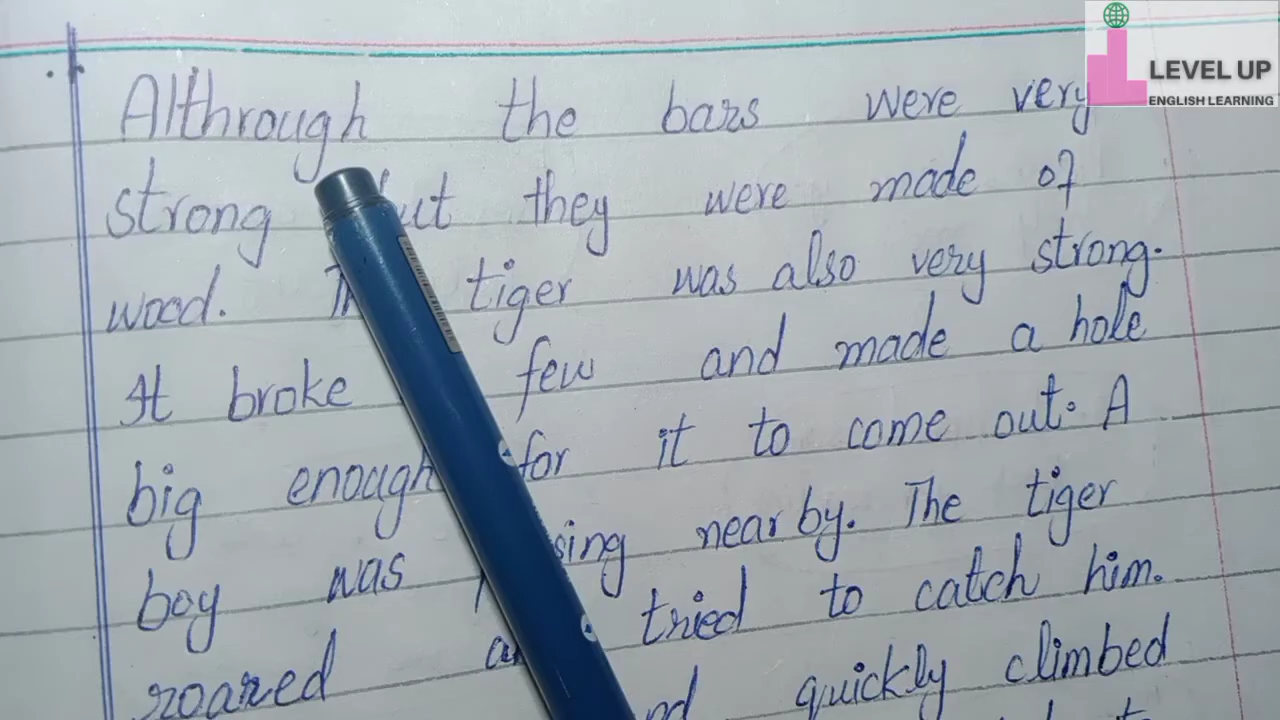 LEVEL UP
ENGLISH LEARNING
Althrough the bars were very
strong but they were made of
wood. The tiger was also very strong.
It broke few and made a hole
big enough for it to come out. A
boy was nearby. The tiger
roared tried to catch him.
quickly climbed